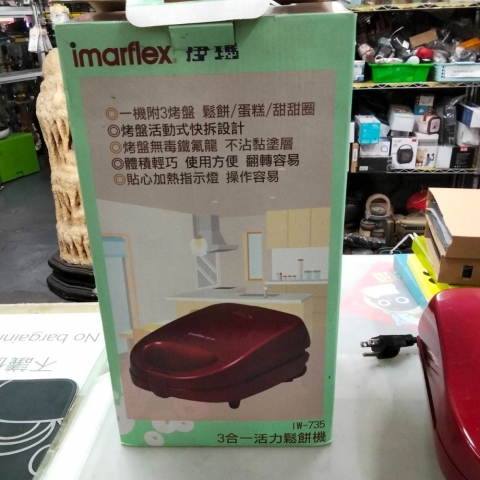 imarflex 伊瑪
◎一機附3烤盤 鬆餅/蛋糕/甜甜圈
◎烤盤活動式快拆設計
◎烤盤無毒鐵氟龍 不沾黏塗層
◎體積輕巧 使用方便 翻轉容易
◎貼心加熱指示燈 操作容易
IW-735
3合一活力鬆餅機
No bargainin
不議